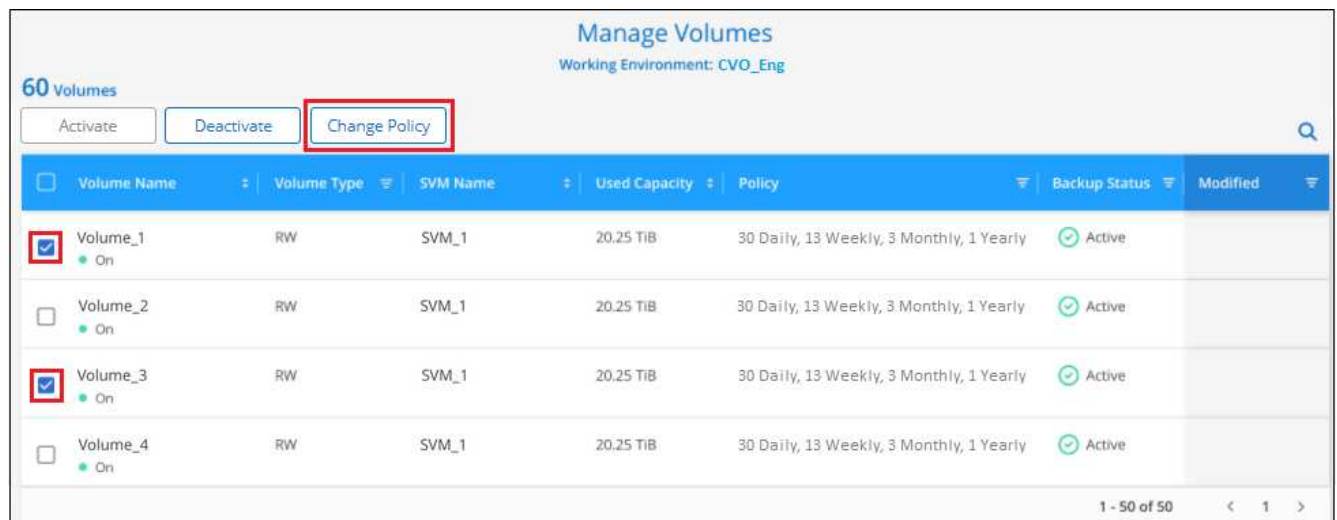 Manage Volumes
Working Environment: CVO_Eng
60 Volumes
Activate Deactivate Change Policy
Volume Name Volume Type SVM Name Used Capacity Policy Backup Status Modified
Volume_1 RW SVM_1 20.25 TiB 30 Daily, 13 Weekly, 3 Monthly, 1 Yearly Active
On
Volume_2 RW SVM_1 20.25 TiB 30 Daily, 13 Weekly, 3 Monthly, 1 Yearly Active
On
Volume_3 RW SVM_1 20.25 TiB 30 Daily, 13 Weekly, 3 Monthly, 1 Yearly Active
On
Volume_4 RW SVM_1 20.25 TiB 30 Daily, 13 Weekly, 3 Monthly, 1 Yearly Active
On
1 - 50 of 50 < 1 >